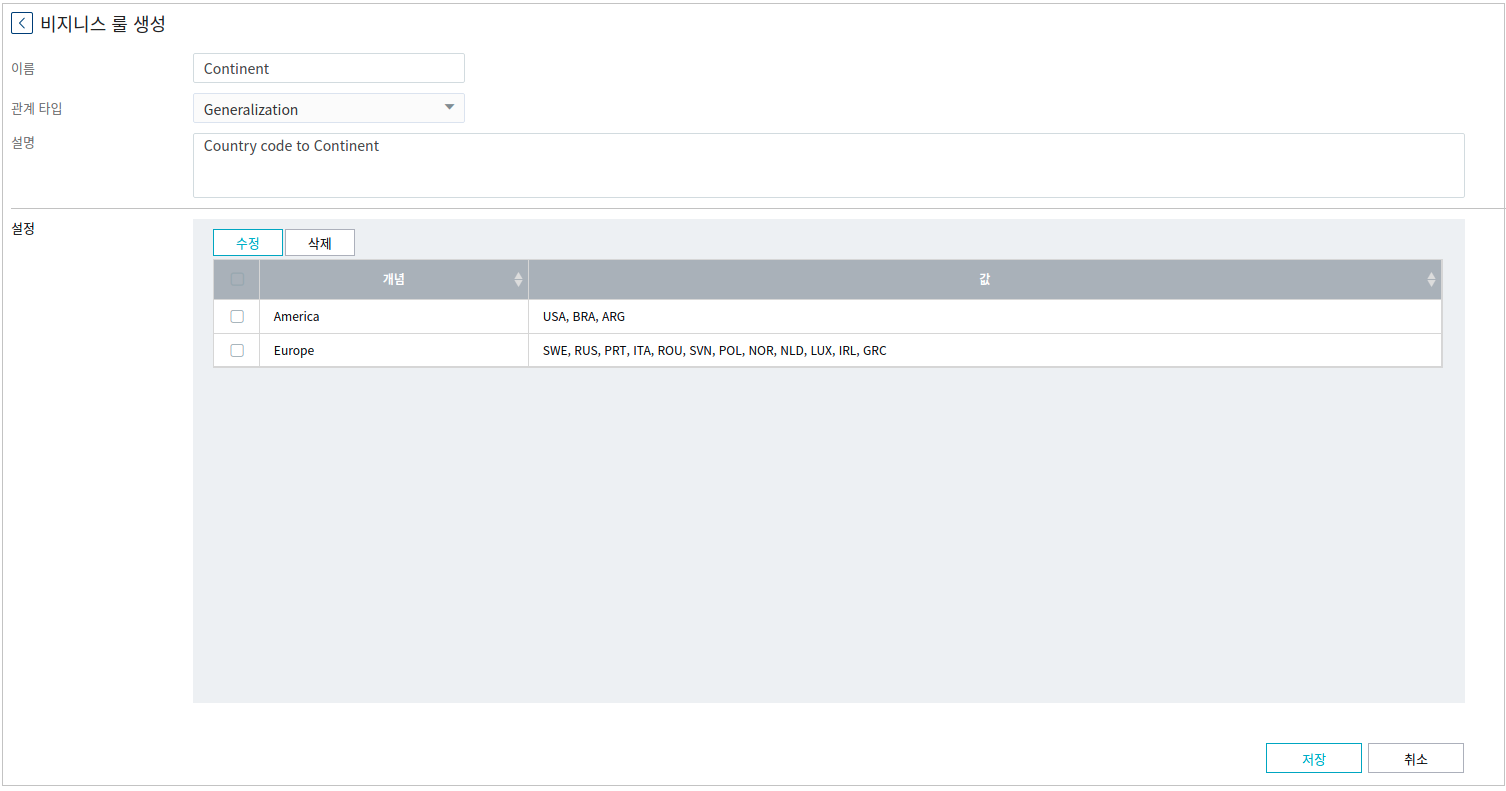 비지니스 룰 생성
이름 Continent
관계 타입 Generalization
설명 Country code to Continent
설정
수정 삭제
개념 값
America USA, BRA, ARG
Europe SWE, RUS, PRT, ITA, ROU, SVN, POL, NOR, NLD, LUX, IRL, GRC
저장 취소